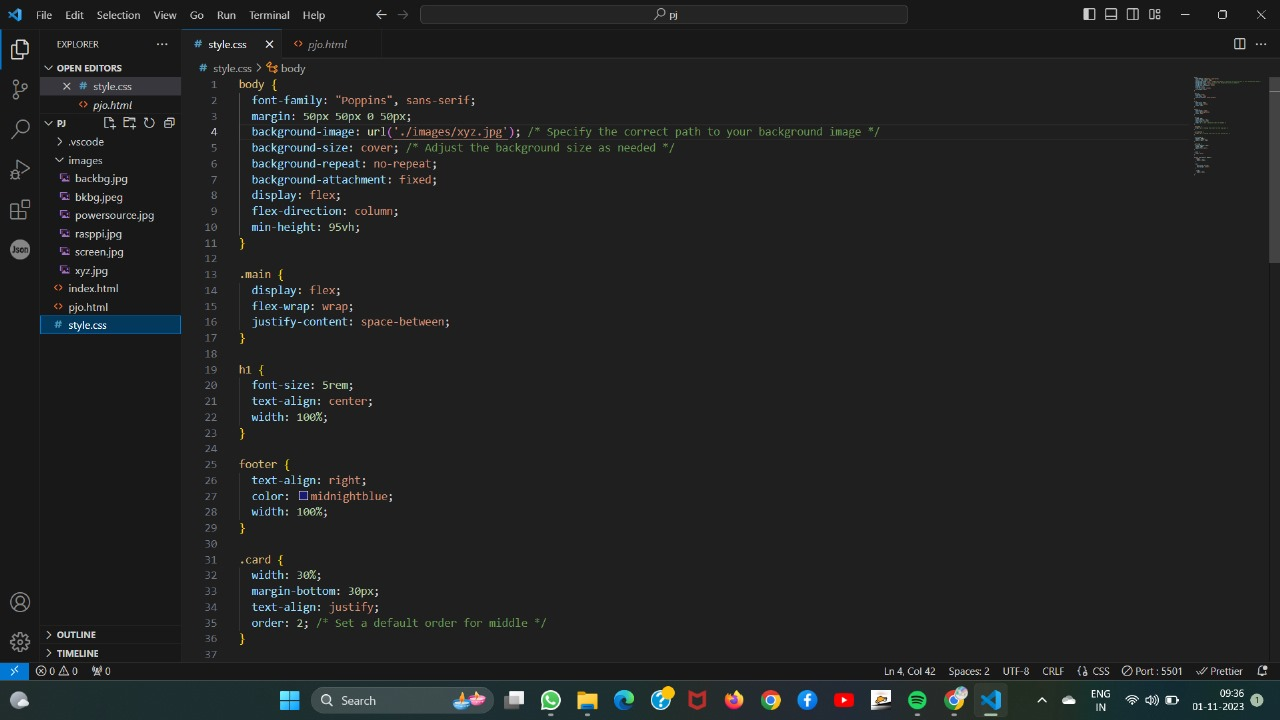 File Edit Selection View Go Run Terminal Help
pj
EXPLORER
OPEN EDITORS
style.css
pjo.html
PJ
.vscode
images
backbg.jpg
bkbg.jpeg
powersource.jpg
rasppi.jpg
screen.jpg
xyz.jpg
index.html
pjo.html
style.css
OUTLINE
TIMELINE
style.css pjo.html
style.css > body
1 body {
2 font-family: "Poppins", sans-serif;
3 margin: 50px 50px 0 50px;
4 background-image: url('./images/xyz.jpg'); /* Specify the correct path to your background image */
5 background-size: cover; /* Adjust the background size as needed */
6 background-repeat: no-repeat;
7 background-attachment: fixed;
8 display: flex;
9 flex-direction: column;
10 min-height: 95vh;
11 }
12
13 .main {
14 display: flex;
15 flex-wrap: wrap;
16 justify-content: space-between;
17 }
18
19 h1 {
20 font-size: 5rem;
21 text-align: center;
22 width: 100%;
23 }
24
25 footer {
26 text-align: right;
27 color: midnightblue;
28 width: 100%;
29 }
30
31 .card {
32 width: 30%;
33 margin-bottom: 30px;
34 text-align: justify;
35 order: 2; /* Set a default order for middle */
36 }
37
Json
0 0 0
Ln 4, Col 42 Spaces: 2 UTF-8 CRLF {} CSS Port : 5501 Prettier
Search
ENG
IN
09:36
01-11-2023
1